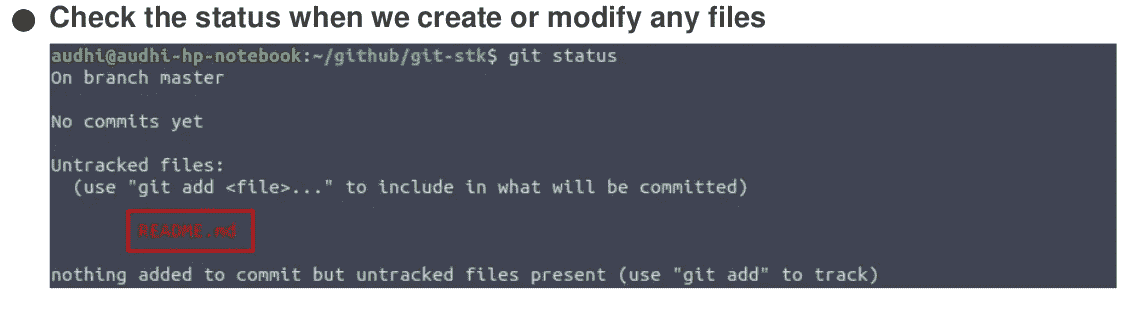 ● Check the status when we create or modify any files
audhi@audhi-hp-notebook:~/github/git-stk$ git status
On branch master
No commits yet
Untracked files:
(use "git add <file>..." to include in what will be committed)
README.md
nothing added to commit but untracked files present (use "git add" to track)